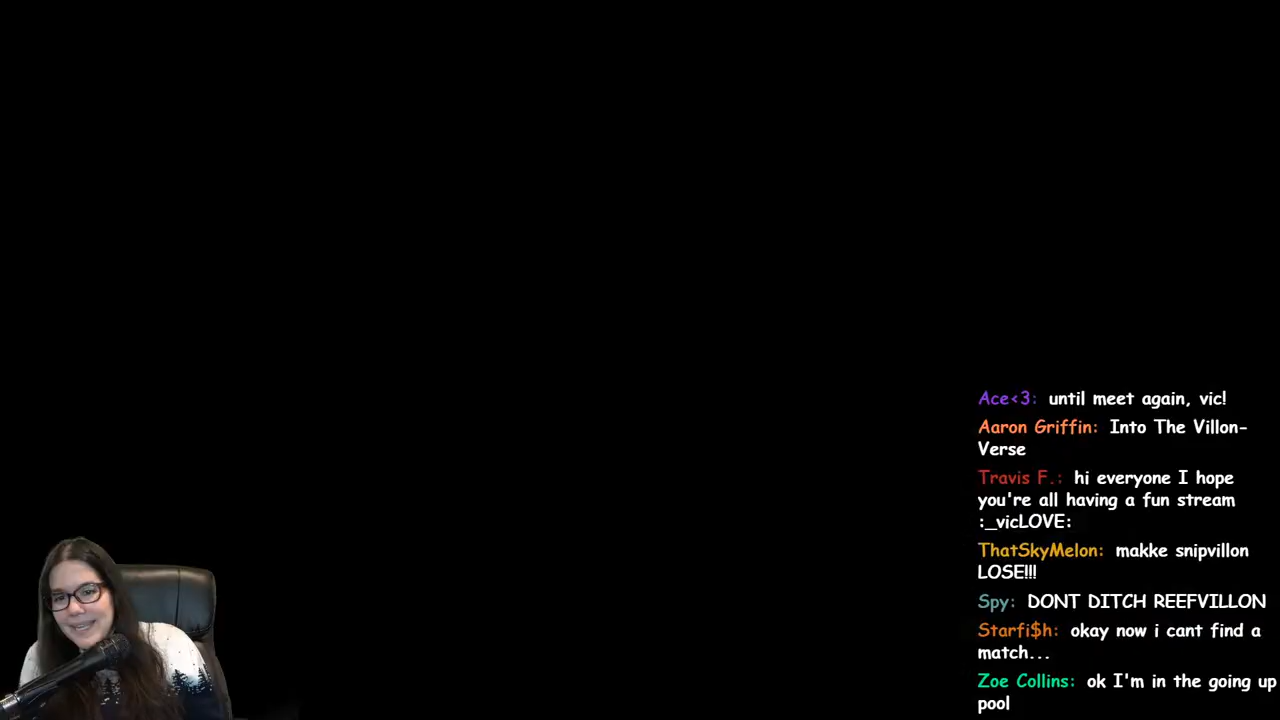 Ace<3: until meet again, vic!
Aaron Griffin: Into The Villon-
Verse
Travis F.: hi everyone I hope
you're all having a fun stream
:_vicLOVE:
ThatSkyMelon: makke snipvillon
LOSE!!!
Spy: DONT DITCH REEFVILLON
Starfi$h: okay now i cant find a
match...
Zoe Collins: ok I'm in the going up
pool